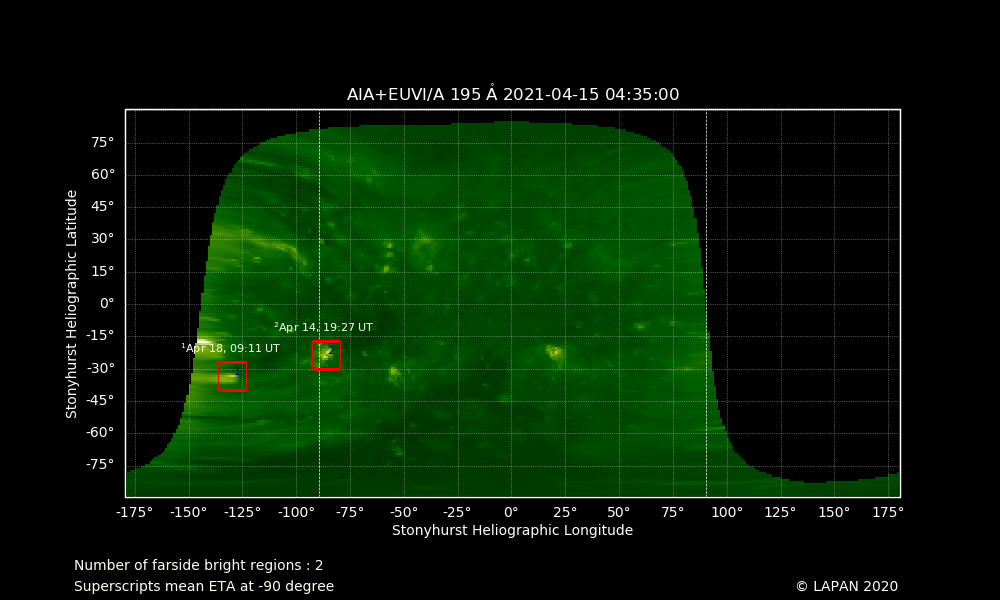 AIA+EUVI/A 195 Å 2021-04-15 04:35:00
75°
60°
45°
30°
15°
0°
-15°
-30°
-45°
-60°
-75°
Stonyhurst Heliographic Latitude
²Apr 14, 19:27 UT
¹Apr 18, 09:11 UT
-175° -150° -125° -100° -75° -50° -25° 0° 25° 50° 75° 100° 125° 150° 175°
Stonyhurst Heliographic Longitude
Number of farside bright regions : 2
Superscripts mean ETA at -90 degree
© LAPAN 2020